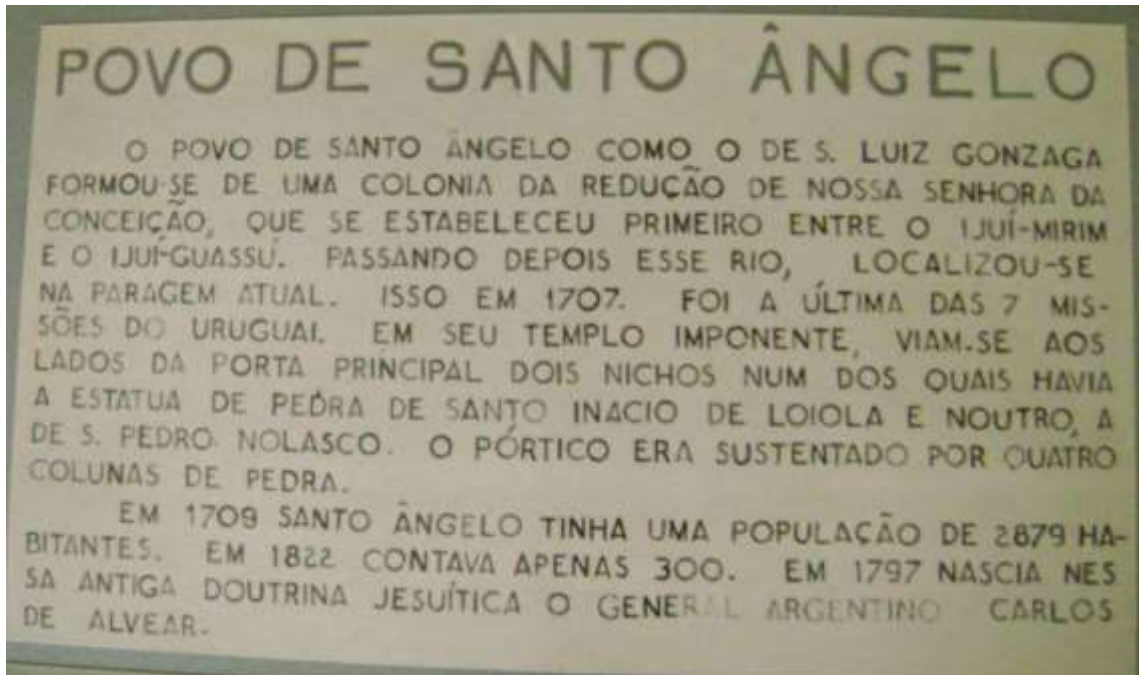 POVO DE SANTO ÂNGELO
O POVO DE SANTO ÂNGELO COMO O DE S. LUIZ GONZAGA
FORMOU-SE DE UMA COLONIA DA REDUÇÃO DE NOSSA SENHORA DA
CONCEIÇÃO, QUE SE ESTABELECEU PRIMEIRO ENTRE O IJUÍ-MIRIM
E O IJUÍ-GUASSÚ. PASSANDO DEPOIS ESSE RIO, LOCALIZOU-SE
NA PARAGEM ATUAL. ISSO EM 1707. FOI A ÚLTIMA DAS 7 MIS-
SÕES DO URUGUAI. EM SEU TEMPLO IMPONENTE, VIAM-SE AOS
LADOS DA PORTA PRINCIPAL DOIS NICHOS NUM DOS QUAIS HAVIA
A ESTATUA DE PEDRA DE SANTO INACIO DE LOIOLA E NOUTRO, A
DE S. PEDRO NOLASCO. O PÓRTICO ERA SUSTENTADO POR QUATRO
COLUNAS DE PEDRA.
EM 1709 SANTO ÂNGELO TINHA UMA POPULAÇÃO DE 2879 HA-
BITANTES. EM 1822 CONTAVA APENAS 300. EM 1797 NASCIA NES
SA ANTIGA DOUTRINA JESUÍTICA O GENERAL ARGENTINO CARLOS
DE ALVEAR.